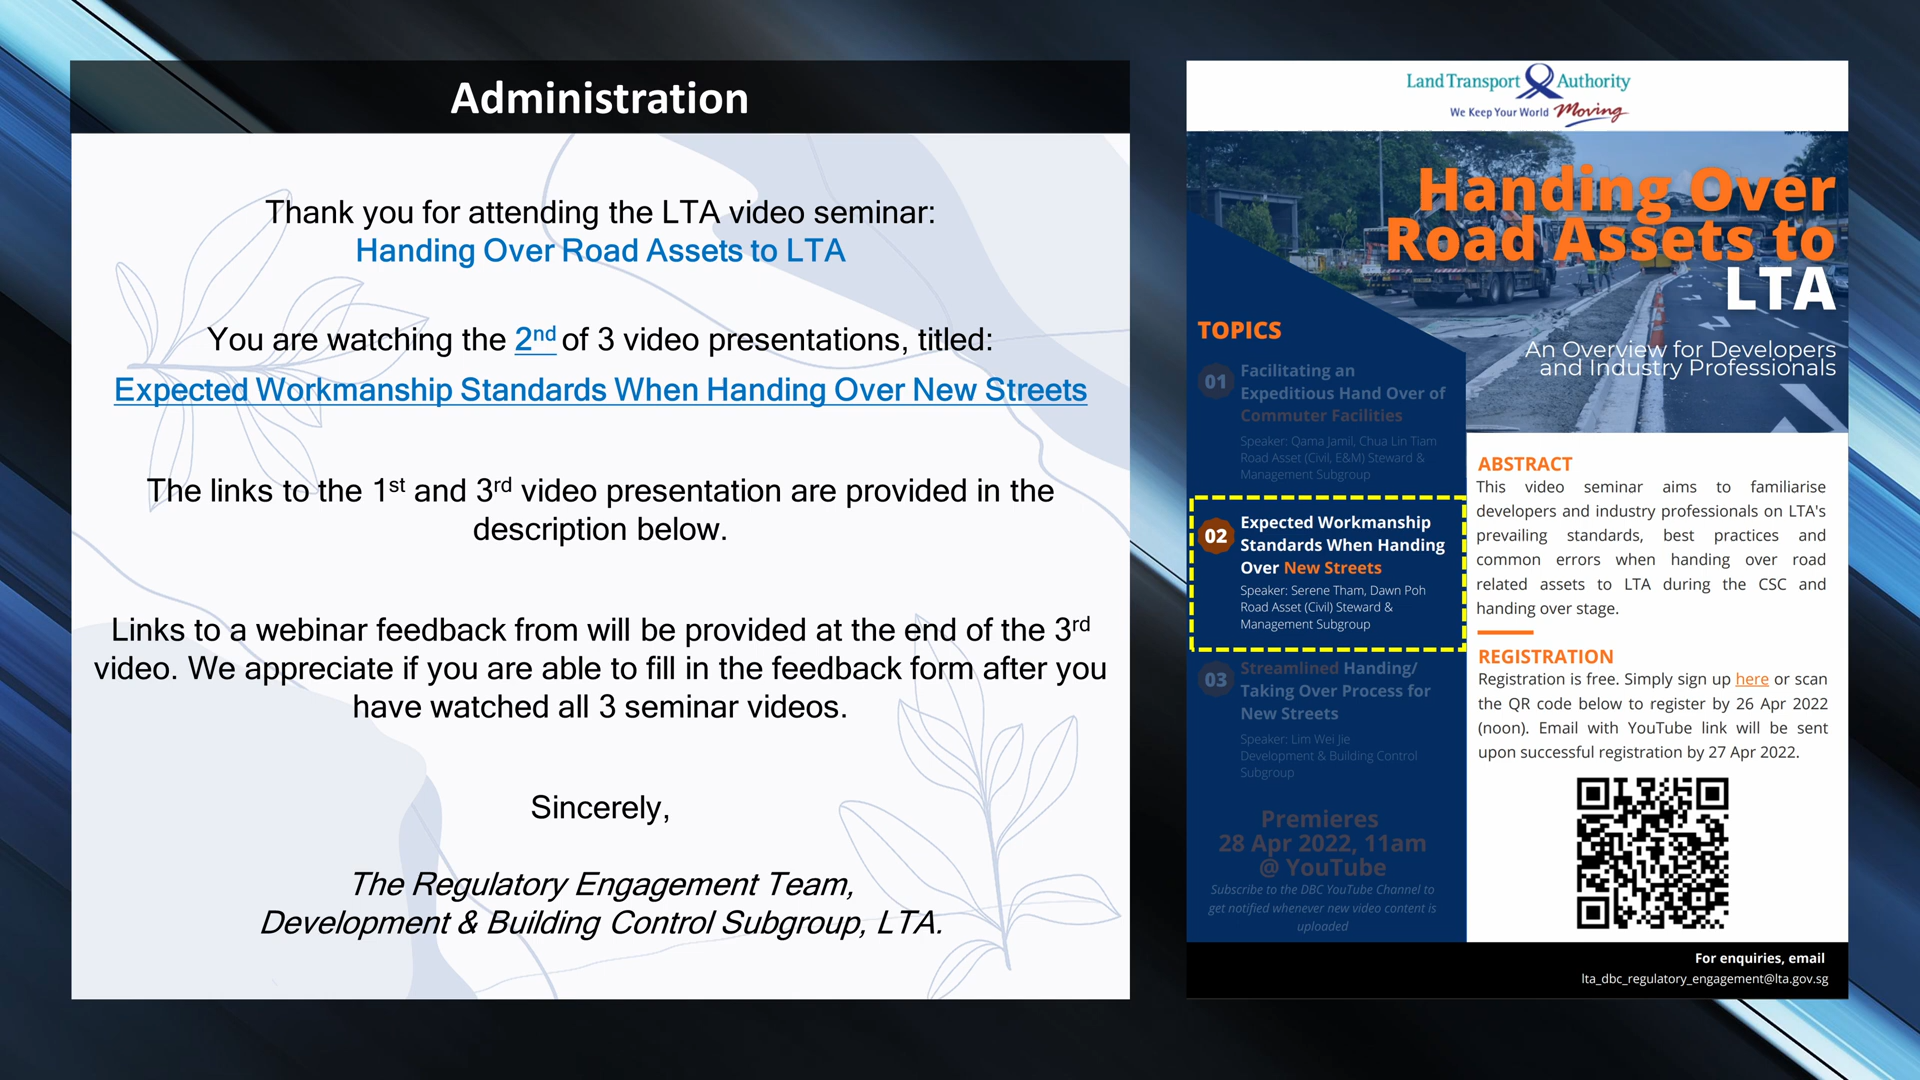 Administration
Thank you for attending the LTA video seminar:
Handing Over Road Assets to LTA
You are watching the 2nd of 3 video presentations, titled:
Expected Workmanship Standards When Handing Over New Streets
The links to the 1st and 3rd video presentation are provided in the
description below.
Links to a webinar feedback from will be provided at the end of the 3rd
video. We appreciate if you are able to fill in the feedback form after you
have watched all 3 seminar videos.
Sincerely,
The Regulatory Engagement Team,
Development & Building Control Subgroup, LTA.
Land Transport Authority
We Keep Your World Moving
Handing Over
Road Assets to
LTA
An Overview for Developers
and Industry Professionals
TOPICS
01
Facilitating an
Expeditious Hand Over of
Commuter Facilities
Speaker: Qama Jamil, Chua Lin Tiam
Road Asset (Civil, E&M) Steward &
Management Subgroup
02
Expected Workmanship
Standards When Handing
Over New Streets
Speaker: Serene Tham, Dawn Poh
Road Asset (Civil) Steward &
Management Subgroup
03
Streamlined Handing/
Taking Over Process for
New Streets
Speaker: Lim Wei Jie
Development & Building Control
Subgroup
Premieres
28 Apr 2022, 11am
@ YouTube
Subscribe to the DBC YouTube Channel to
get notified whenever new video content is
uploaded
ABSTRACT
This video seminar aims to familiarise
developers and industry professionals on LTA's
prevailing standards, best practices and
common errors when handing over road
related assets to LTA during the CSC and
handing over stage.
REGISTRATION
Registration is free. Simply sign up here or scan
the QR code below to register by 26 Apr 2022
(noon). Email with YouTube link will be sent
upon successful registration by 27 Apr 2022.
For enquiries, email
lta_dbc_regulatory_engagement@lta.gov.sg